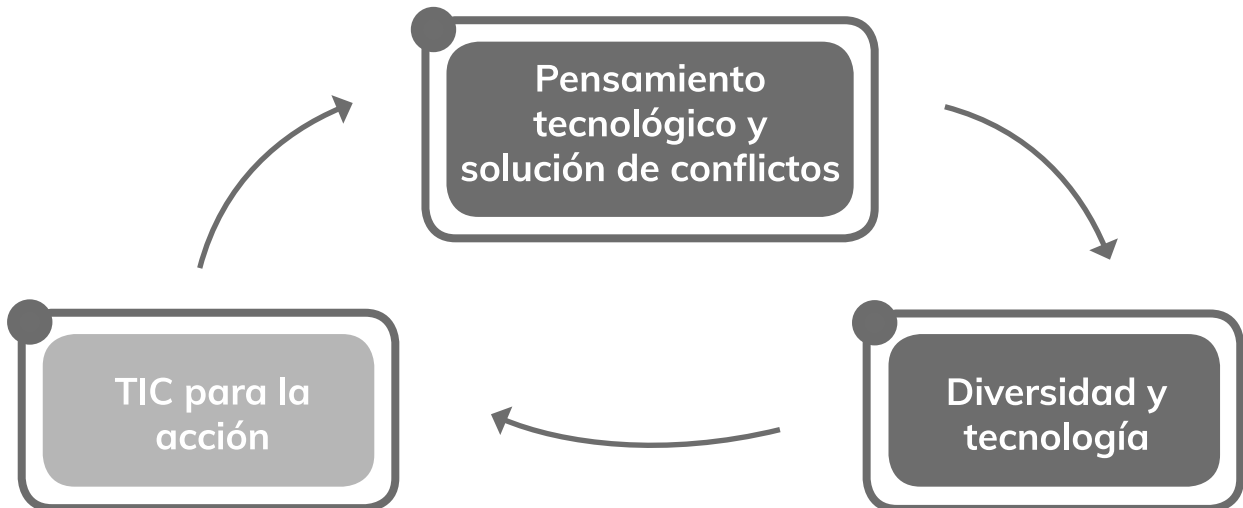 Pensamiento
tecnológico y
solución de conflictos
TIC para la
acción
Diversidad y
tecnología